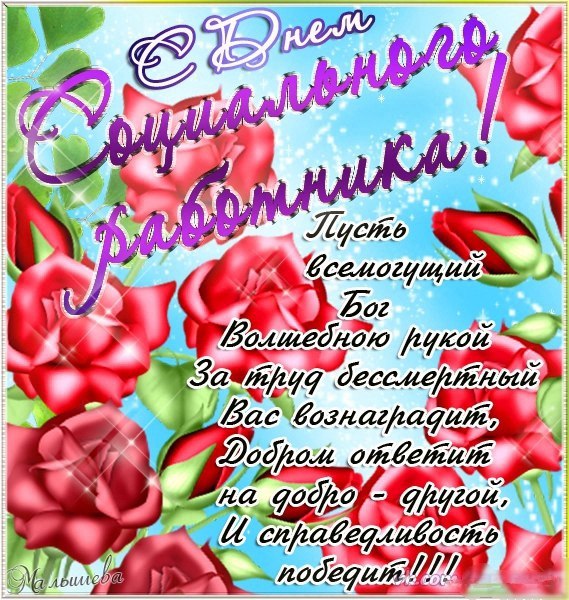 С Днем
Социального
работника!
Пусть
всемогущий
Бог
Волшебною рукой
За труд бессмертный
Вас вознаградит,
Добром ответит
на добро - другой,
И справедливость
победит!!!
Малышева